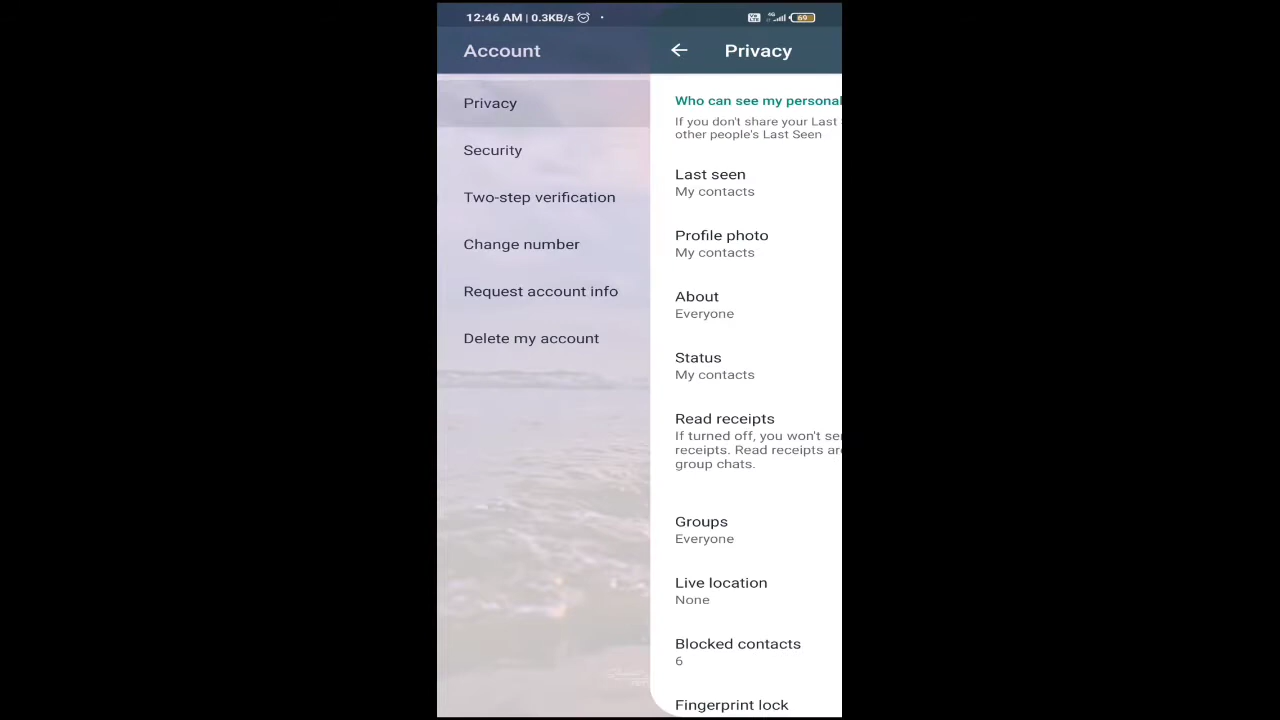 12:46 AM | 0.3KB/s
4G
69
Account
Privacy
Security
Two-step verification
Change number
Request account info
Delete my account
Privacy
Who can see my personal
If you don't share your Last
other people's Last Seen
Last seen
My contacts
Profile photo
My contacts
About
Everyone
Status
My contacts
Read receipts
If turned off, you won't se
receipts. Read receipts ar
group chats.
Groups
Everyone
Live location
None
Blocked contacts
6
Fingerprint lock